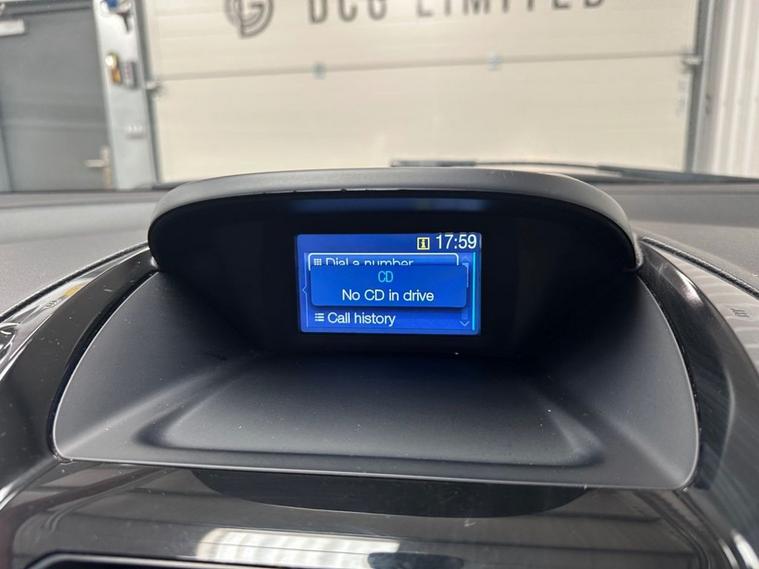 DCG LIMITED
17:59
Dial a number
CD
No CD in drive
Call history